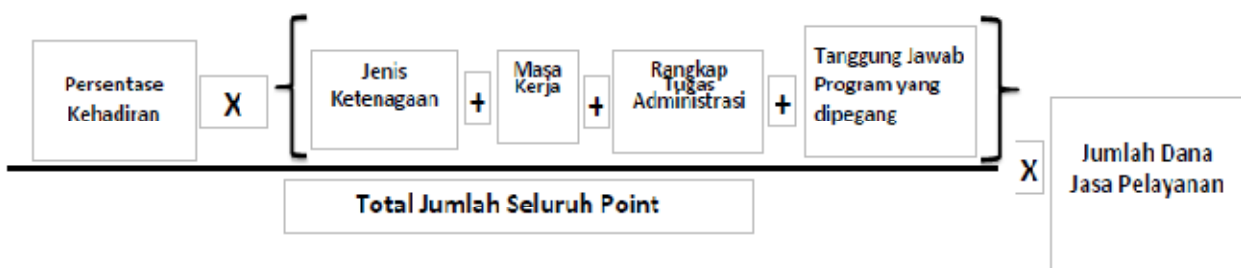 Persentase
Kehadiran
X
Jenis
Ketenagaan
+
Masa
Kerja
+
Rangkap
Tugas
Administrasi
+
Tanggung Jawab
Program yang
dipegang
Total Jumlah Seluruh Point
X
Jumlah Dana
Jasa Pelayanan